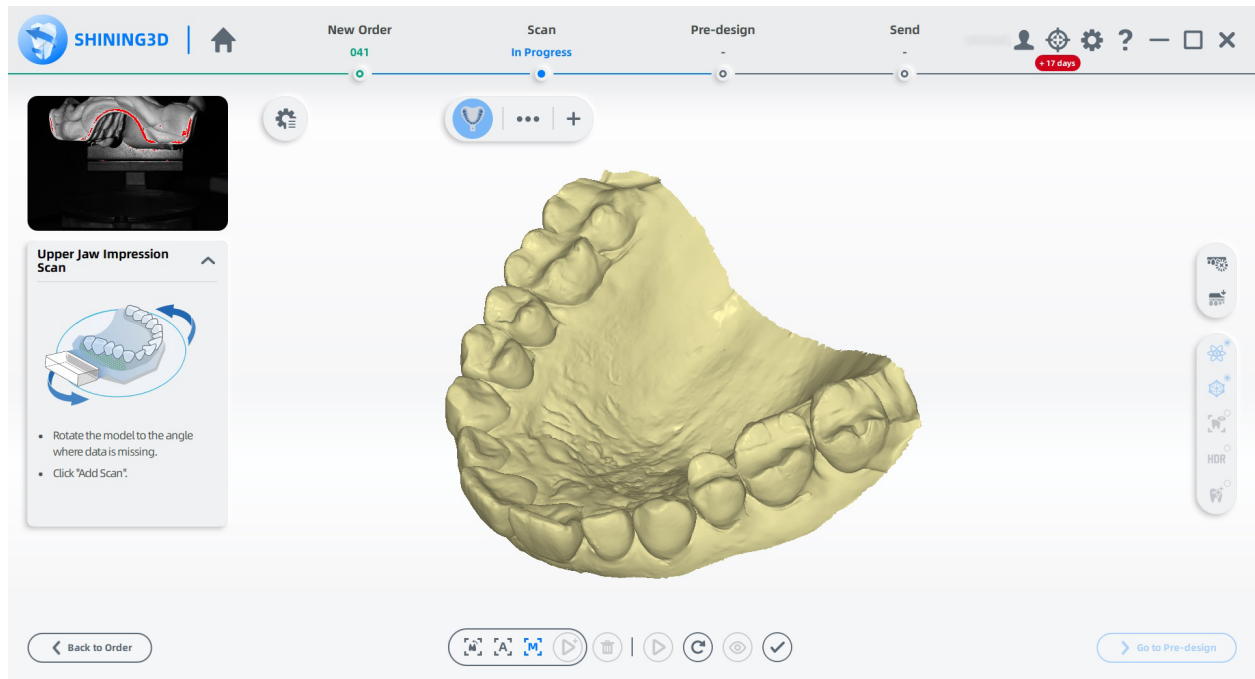 SHINING3D
New Order
041
Scan
In Progress
Pre-design
-
Send
-
+ 17 days
?
Upper Jaw Impression
Scan
• Rotate the model to the angle
where data is missing.
• Click "Add Scan".
HDR
Back to Order
A
M
C
Go to Pre-design